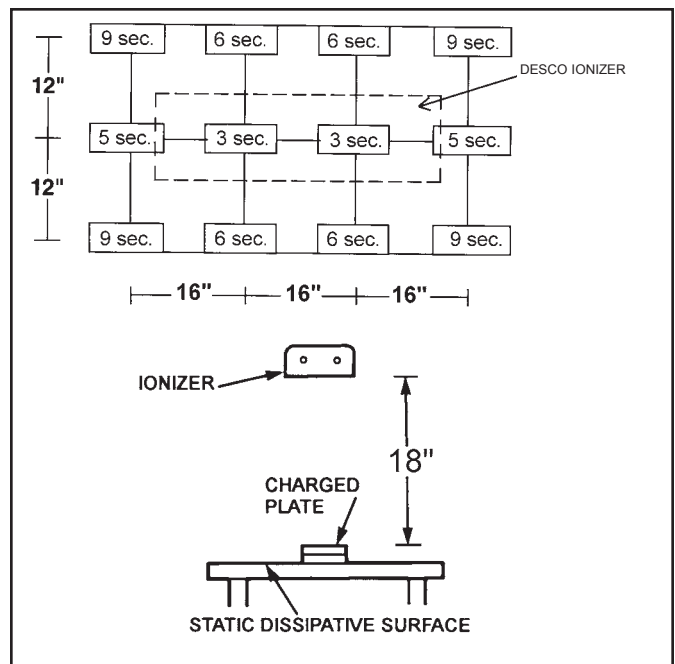 9 sec. 6 sec. 6 sec. 9 sec.
DESCO IONIZER
12"
5 sec. 3 sec. 3 sec. 5 sec.
12"
9 sec. 6 sec. 6 sec. 9 sec.
16" 16" 16"
IONIZER
18"
CHARGED
PLATE
STATIC DISSIPATIVE SURFACE